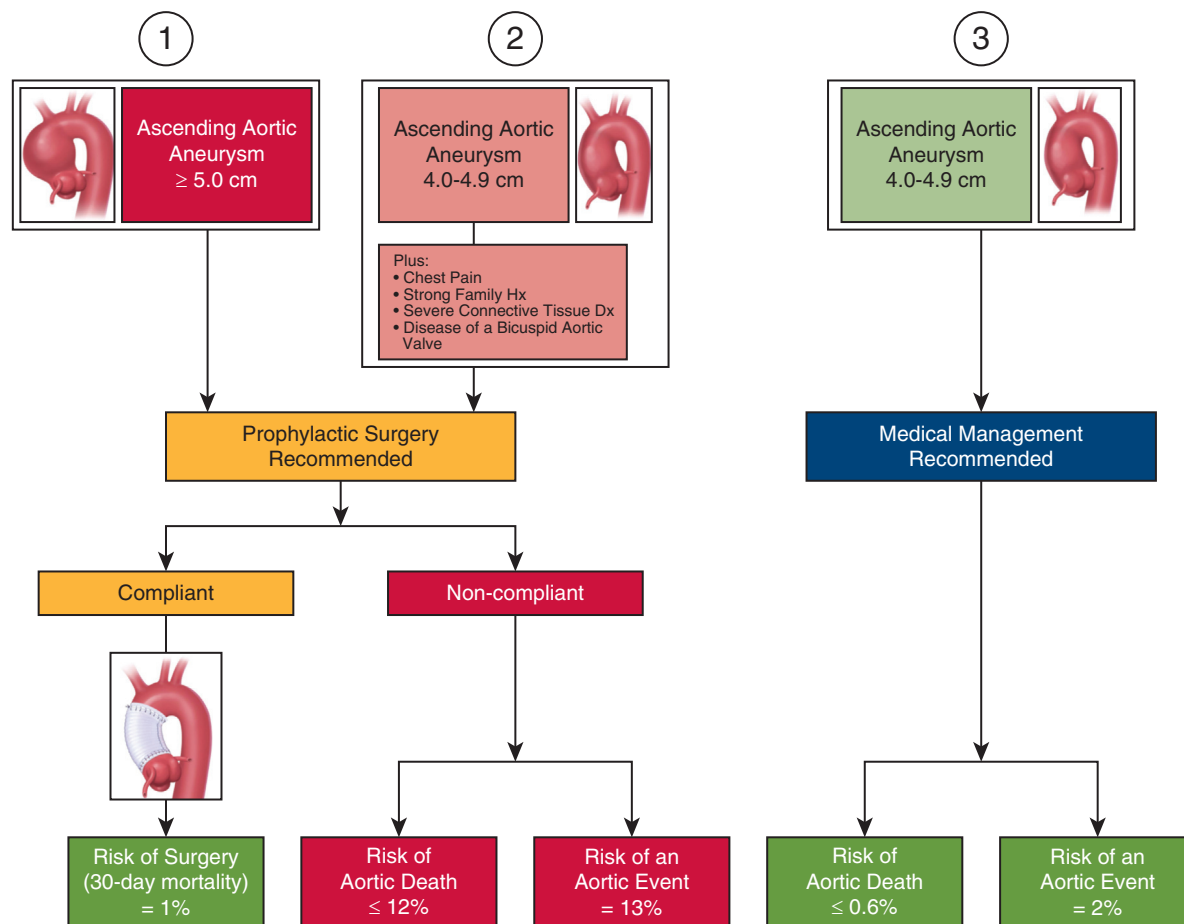 1
2
3
Ascending Aortic
Aneurysm
≥ 5.0 cm
Ascending Aortic
Aneurysm
4.0-4.9 cm
Plus:
• Chest Pain
• Strong Family Hx
• Severe Connective Tissue Dx
• Disease of a Bicuspid Aortic
Valve
Ascending Aortic
Aneurysm
4.0-4.9 cm
Prophylactic Surgery
Recommended
Medical Management
Recommended
Compliant
Non-compliant
Risk of Surgery
(30-day mortality)
= 1%
Risk of
Aortic Death
≤ 12%
Risk of an
Aortic Event
= 13%
Risk of
Aortic Death
≤ 0.6%
Risk of an
Aortic Event
= 2%